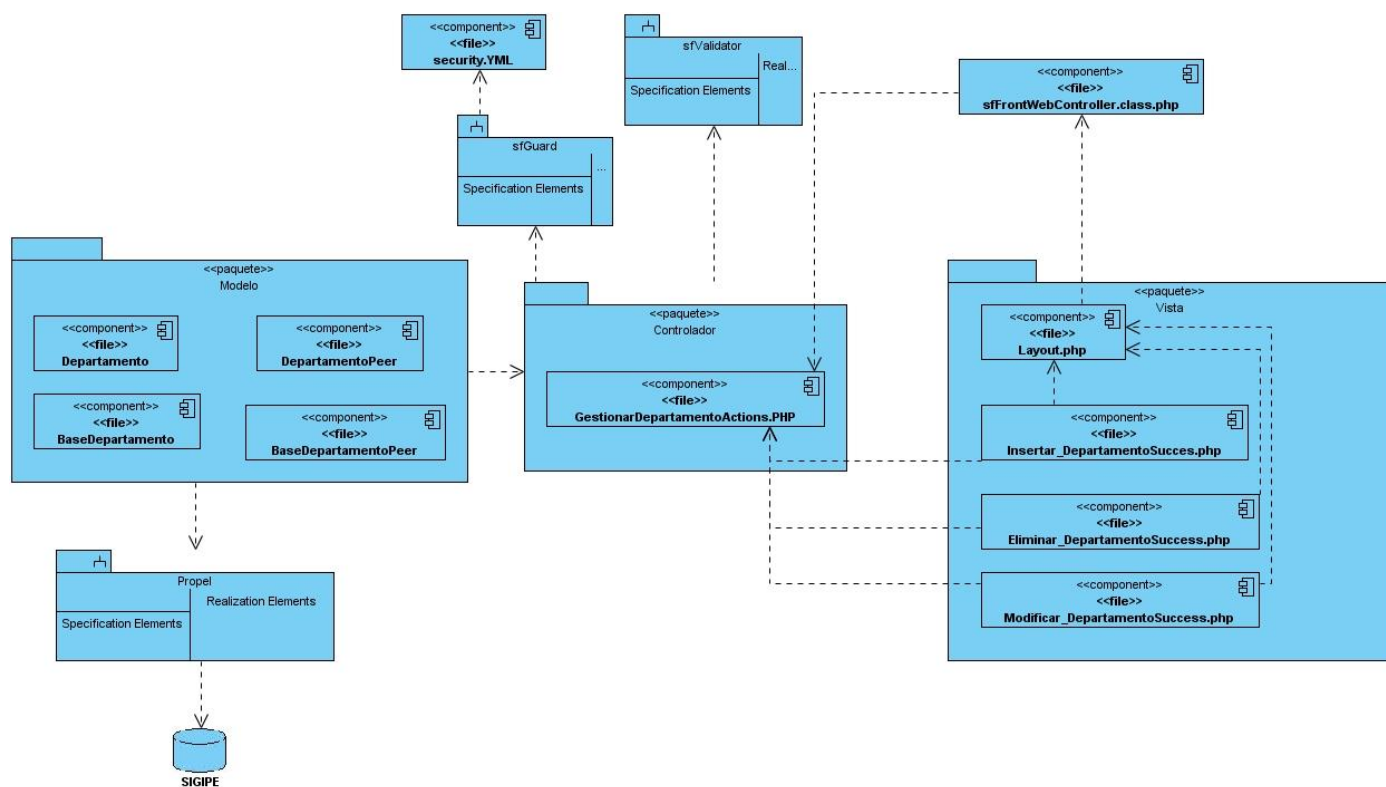 <<component>>
<<file>>
security.YML
sfValidator
Real...
Specification Elements
<<component>>
<<file>>
sfFrontWebController.class.php
sfGuard
...
Specification Elements
<<paquete>>
Modelo
<<component>>
<<file>>
Departamento
<<component>>
<<file>>
DepartamentoPeer
<<component>>
<<file>>
BaseDepartamento
<<component>>
<<file>>
BaseDepartamentoPeer
<<paquete>>
Controlador
<<component>>
<<file>>
GestionarDepartamentoActions.PHP
<<paquete>>
Vista
<<component>>
<<file>>
Layout.php
<<component>>
<<file>>
Insertar_DepartamentoSucces.php
<<component>>
<<file>>
Eliminar_DepartamentoSuccess.php
<<component>>
<<file>>
Modificar_DepartamentoSuccess.php
Propel
Realization Elements
Specification Elements
SIGIPE